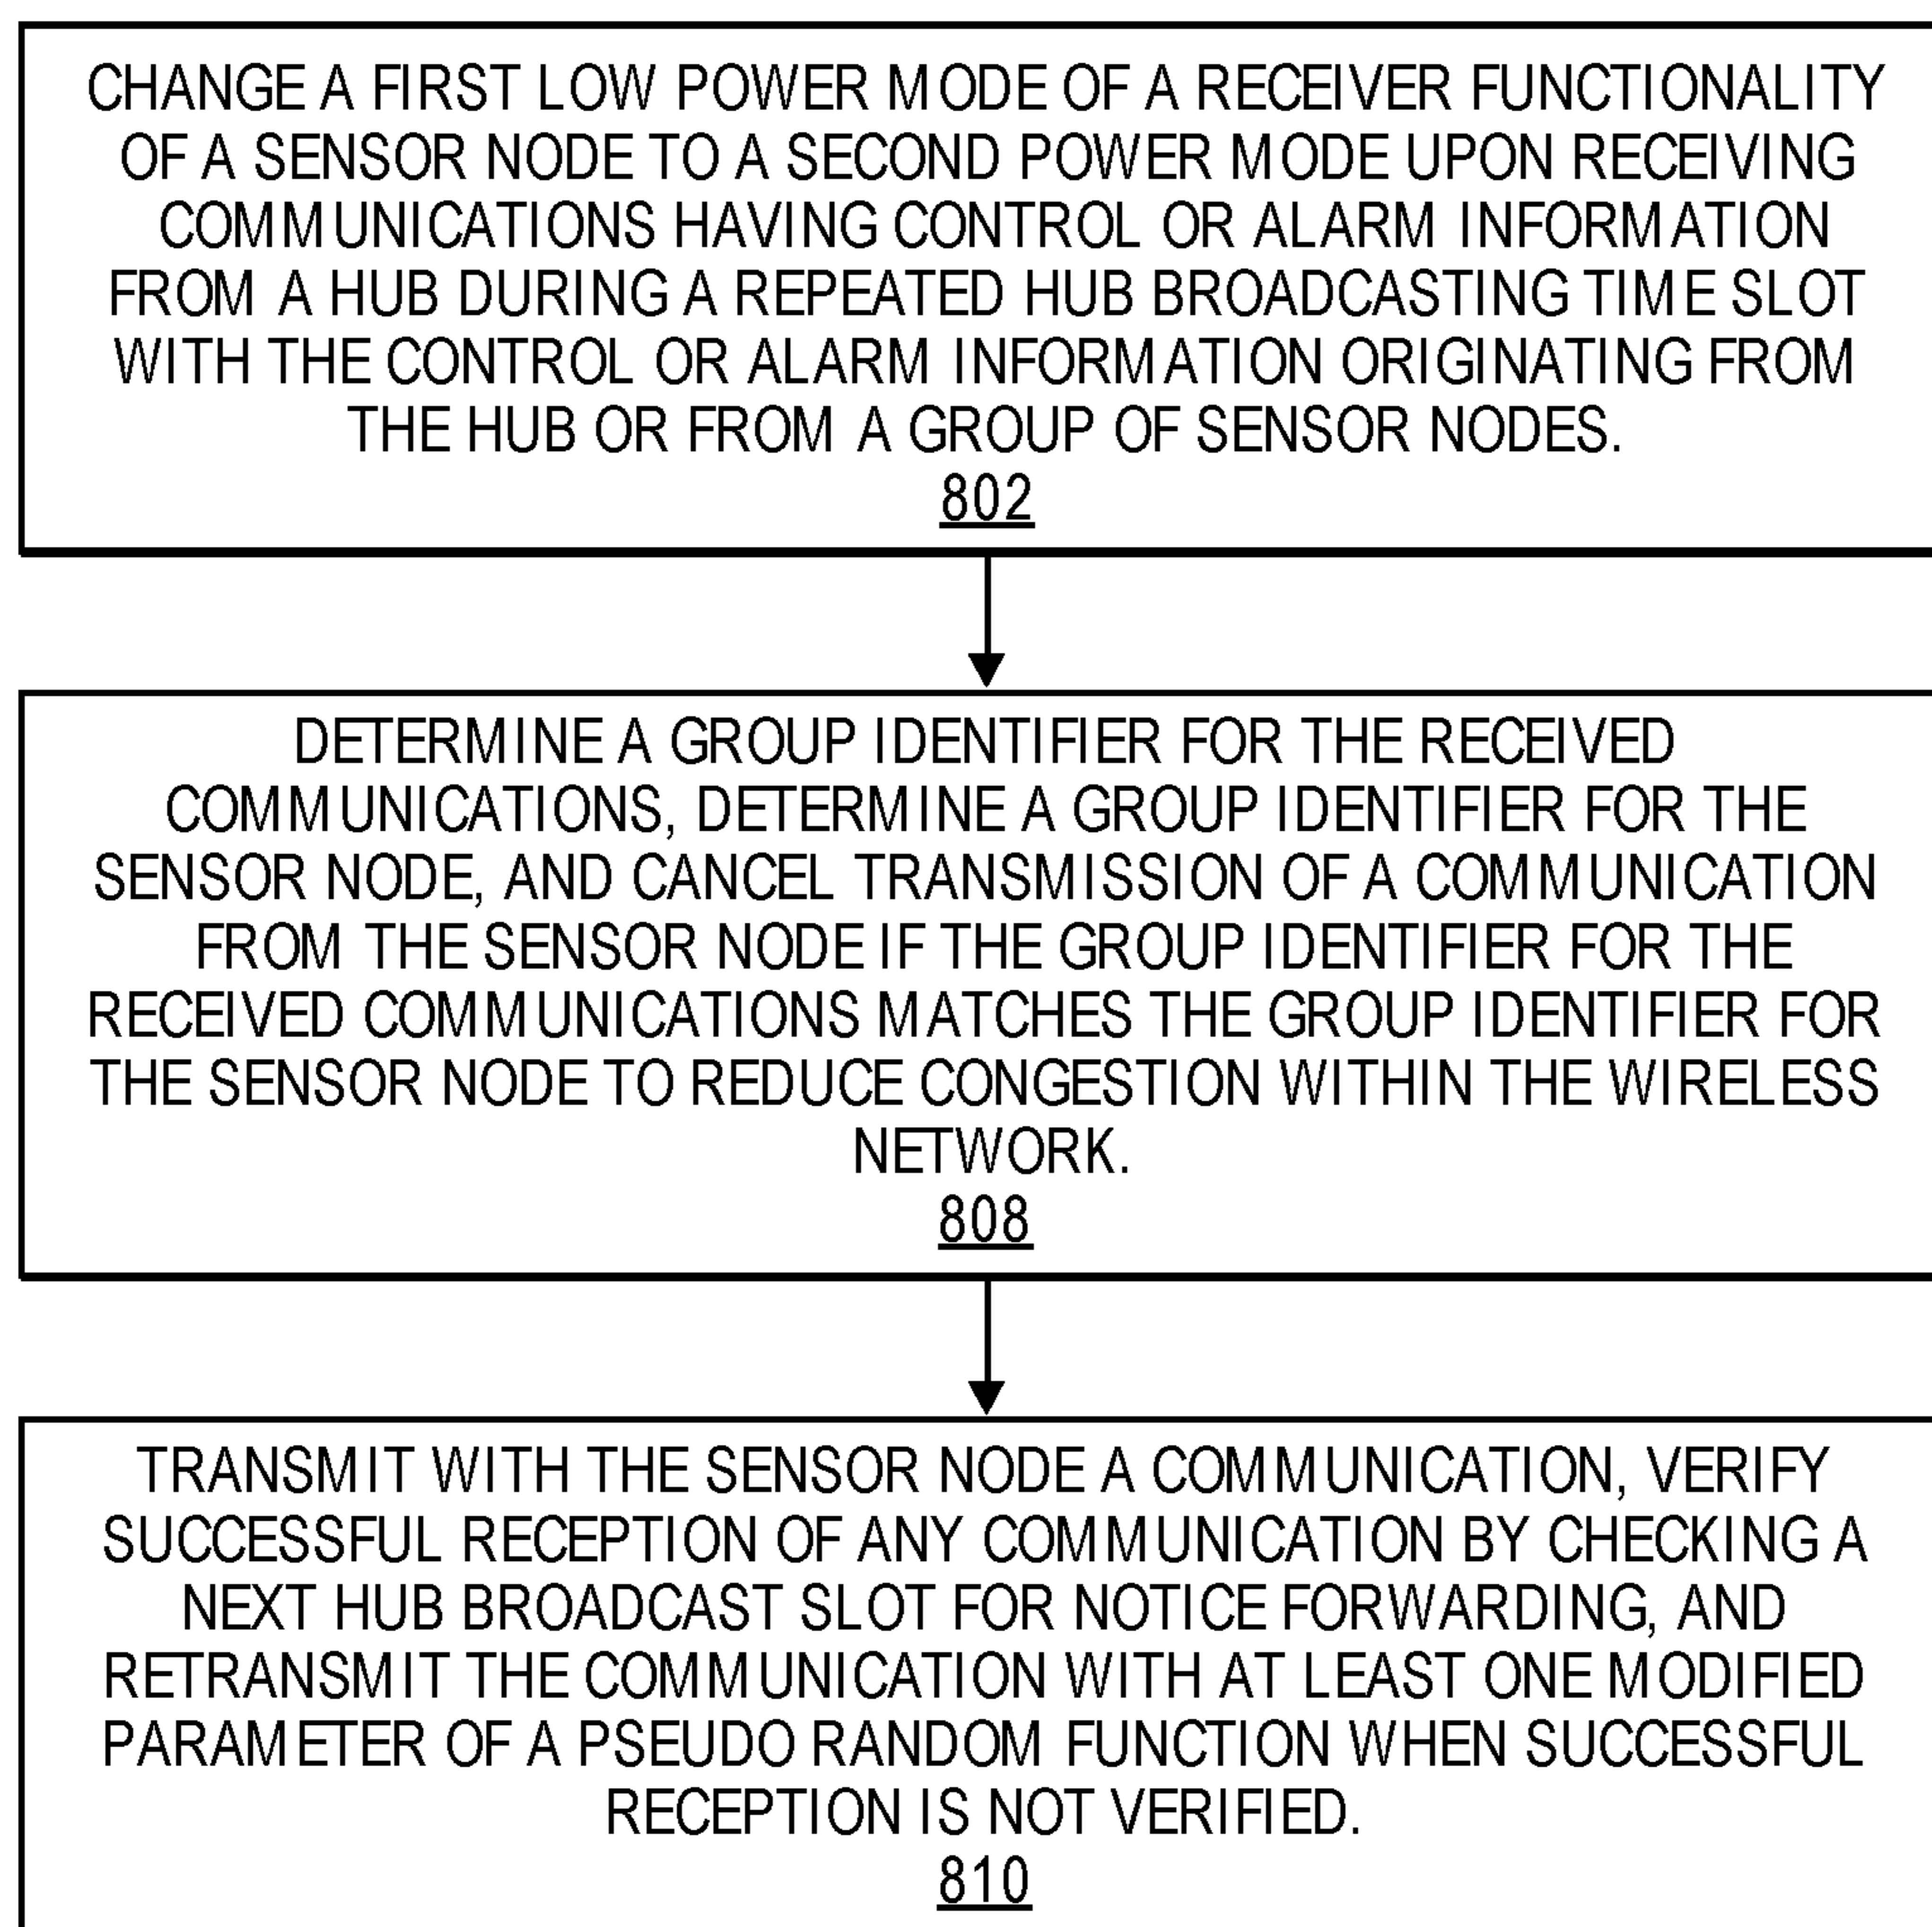 CHANGE A FIRST LOW POWER MODE OF A RECEIVER FUNCTIONALITY
OF A SENSOR NODE TO A SECOND POWER MODE UPON RECEIVING
COMMUNICATIONS HAVING CONTROL OR ALARM INFORMATION
FROM A HUB DURING A REPEATED HUB BROADCASTING TIME SLOT
WITH THE CONTROL OR ALARM INFORMATION ORIGINATING FROM
THE HUB OR FROM A GROUP OF SENSOR NODES.
802
DETERMINE A GROUP IDENTIFIER FOR THE RECEIVED
COMMUNICATIONS, DETERMINE A GROUP IDENTIFIER FOR THE
SENSOR NODE, AND CANCEL TRANSMISSION OF A COMMUNICATION
FROM THE SENSOR NODE IF THE GROUP IDENTIFIER FOR THE
RECEIVED COMMUNICATIONS MATCHES THE GROUP IDENTIFIER FOR
THE SENSOR NODE TO REDUCE CONGESTION WITHIN THE WIRELESS
NETWORK.
808
TRANSMIT WITH THE SENSOR NODE A COMMUNICATION, VERIFY
SUCCESSFUL RECEPTION OF ANY COMMUNICATION BY CHECKING A
NEXT HUB BROADCAST SLOT FOR NOTICE FORWARDING, AND
RETRANSMIT THE COMMUNICATION WITH AT LEAST ONE MODIFIED
PARAMETER OF A PSEUDO RANDOM FUNCTION WHEN SUCCESSFUL
RECEPTION IS NOT VERIFIED.
810